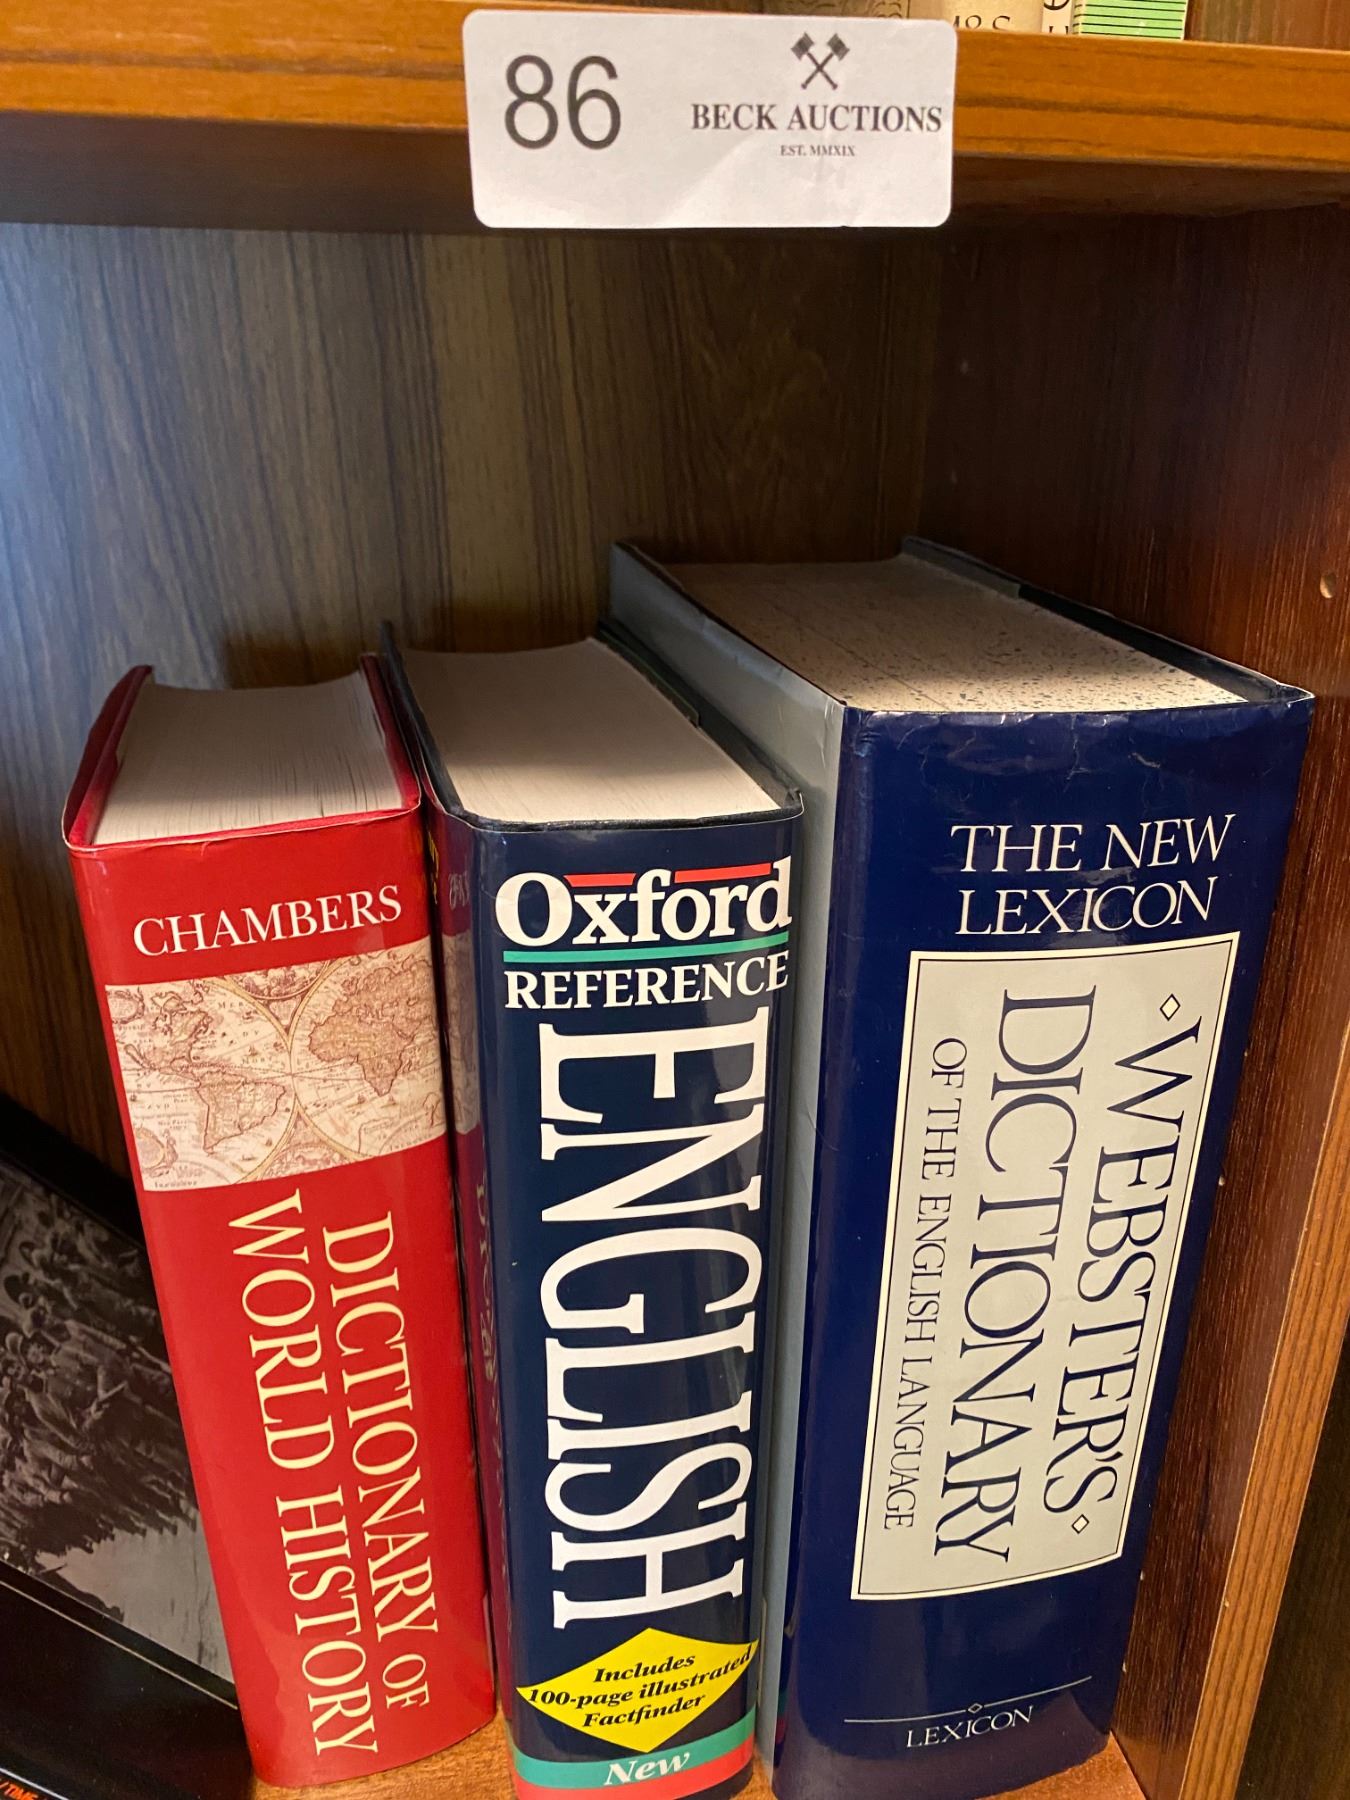 86
BECK AUCTIONS
EST. MMXIX
CHAMBERS
DICTIONARY OF
WORLD HISTORY
Oxford
REFERENCE
ENGLISH
Includes
100-page illustrated
Factfinder
New
THE NEW
LEXICON
WEBSTER'S
DICTIONARY
OF THE ENGLISH LANGUAGE
LEXICON